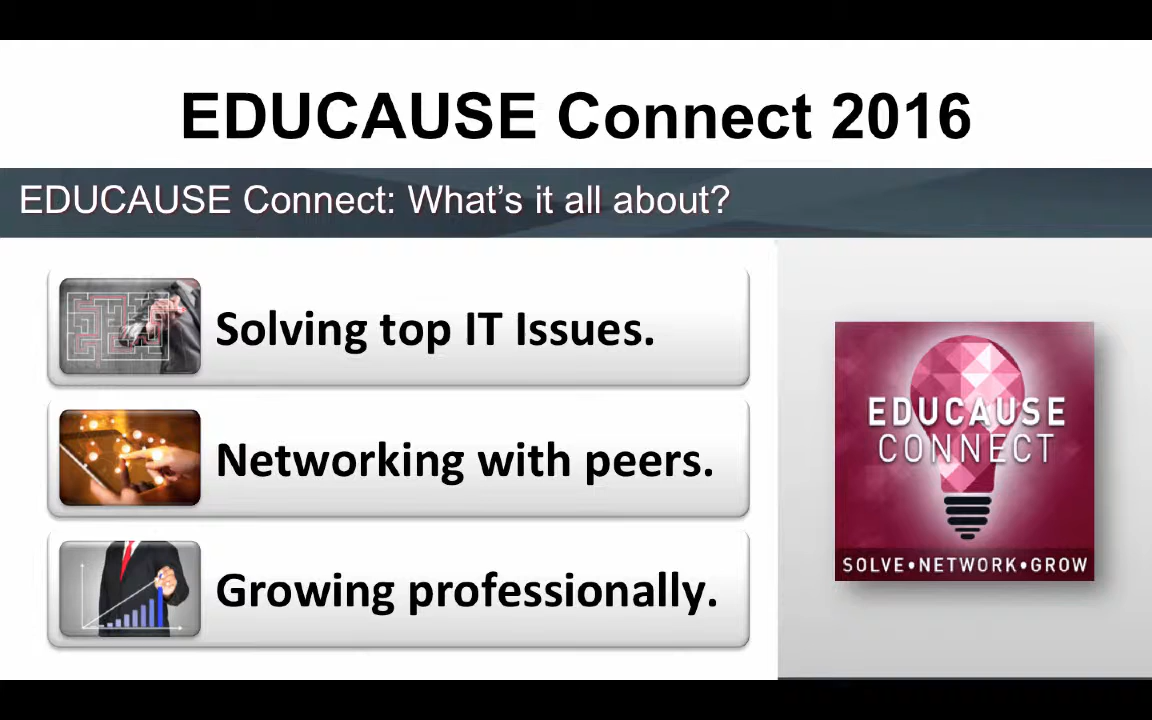 EDUCAUSE Connect 2016
EDUCAUSE Connect: What’s it all about?
Solving top IT Issues.
Networking with peers.
Growing professionally.
EDUCAUSE
CONNECT
SOLVE•NETWORK•GROW